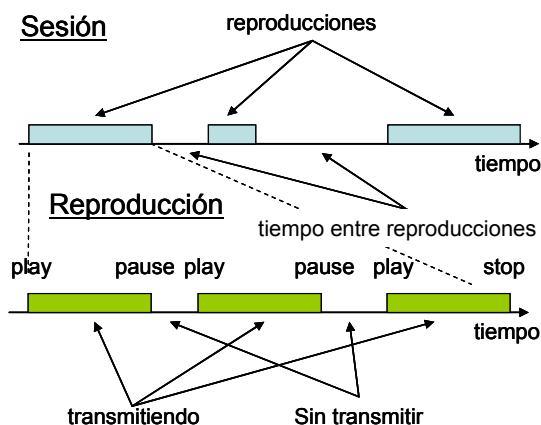 Sesión
reproducciones
tiempo
Reproducción
tiempo entre reproducciones
play pause play pause play stop
tiempo
transmitiendo Sin transmitir